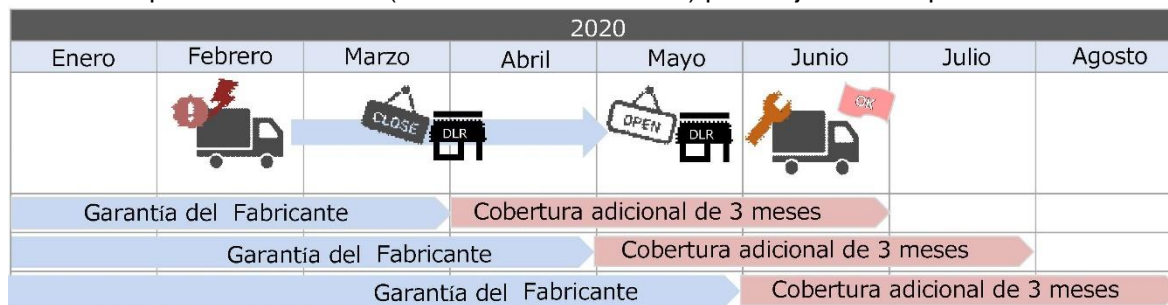 2020
Enero Febrero Marzo Abril Mayo Junio Julio Agosto
CLOSE DLR OPEN DLR OK
Garantía del Fabricante Cobertura adicional de 3 meses
Garantía del Fabricante Cobertura adicional de 3 meses
Garantía del Fabricante Cobertura adicional de 3 meses